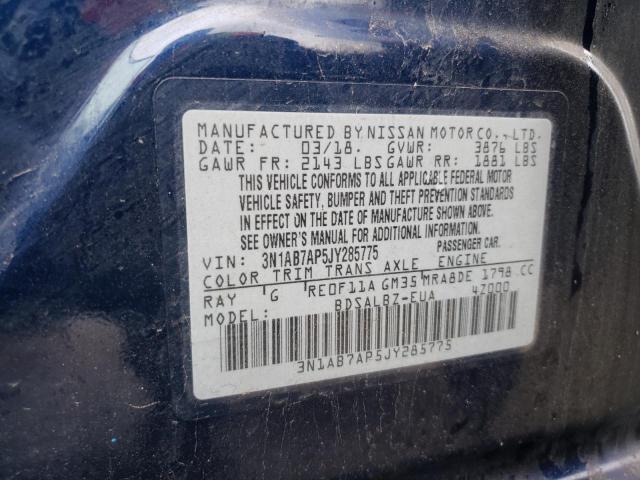 MANUFACTURED BY NISSAN MOTOR CO., LTD.
DATE: 03/18. GVWR: 3876 LBS
GAWR FR: 2143 LBS GAWR RR: 1881 LBS
THIS VEHICLE CONFORMS TO ALL APPLICABLE FEDERAL MOTOR
VEHICLE SAFETY, BUMPER AND THEFT PREVENTION STANDARDS
IN EFFECT ON THE DATE OF MANUFACTURE SHOWN ABOVE.
SEE OWNER'S MANUAL FOR ADDITIONAL INFORMATION.
VIN: 3N1AB7AP5JY285775 PASSENGER CAR.
COLOR TRIM TRANS AXLE ENGINE
RAY G RE0F11A GM35 MRA8DE 1798 CC
MODEL: BDSALBZ-EUA 4Z000
3N1AB7AP5JY285775